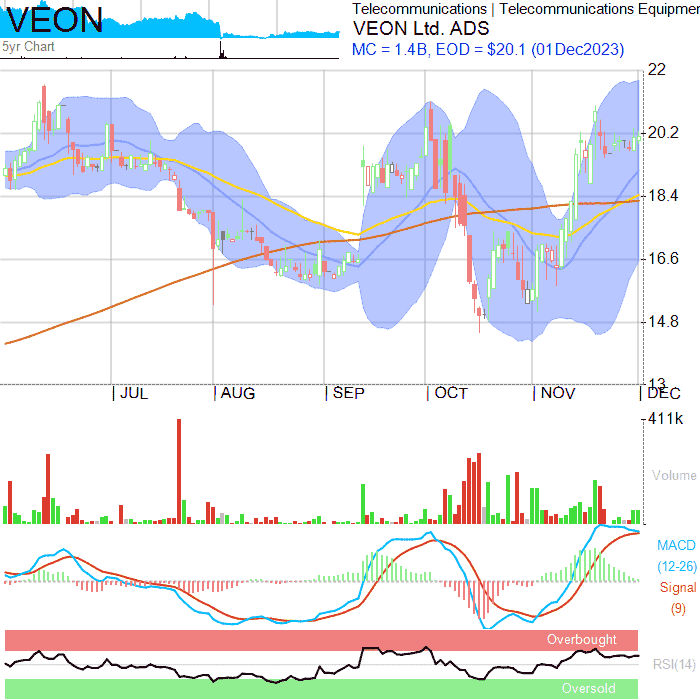 VEON
5yr Chart
Telecommunications | Telecommunications Equipmen
VEON Ltd. ADS
MC = 1.4B, EOD = $20.1 (01Dec2023)
22
20.2
18.4
16.6
14.8
13
JUL AUG SEP OCT NOV DEC
411k
Volume
MACD
(12-26)
Signal
(9)
Overbought
RSI(14)
Oversold